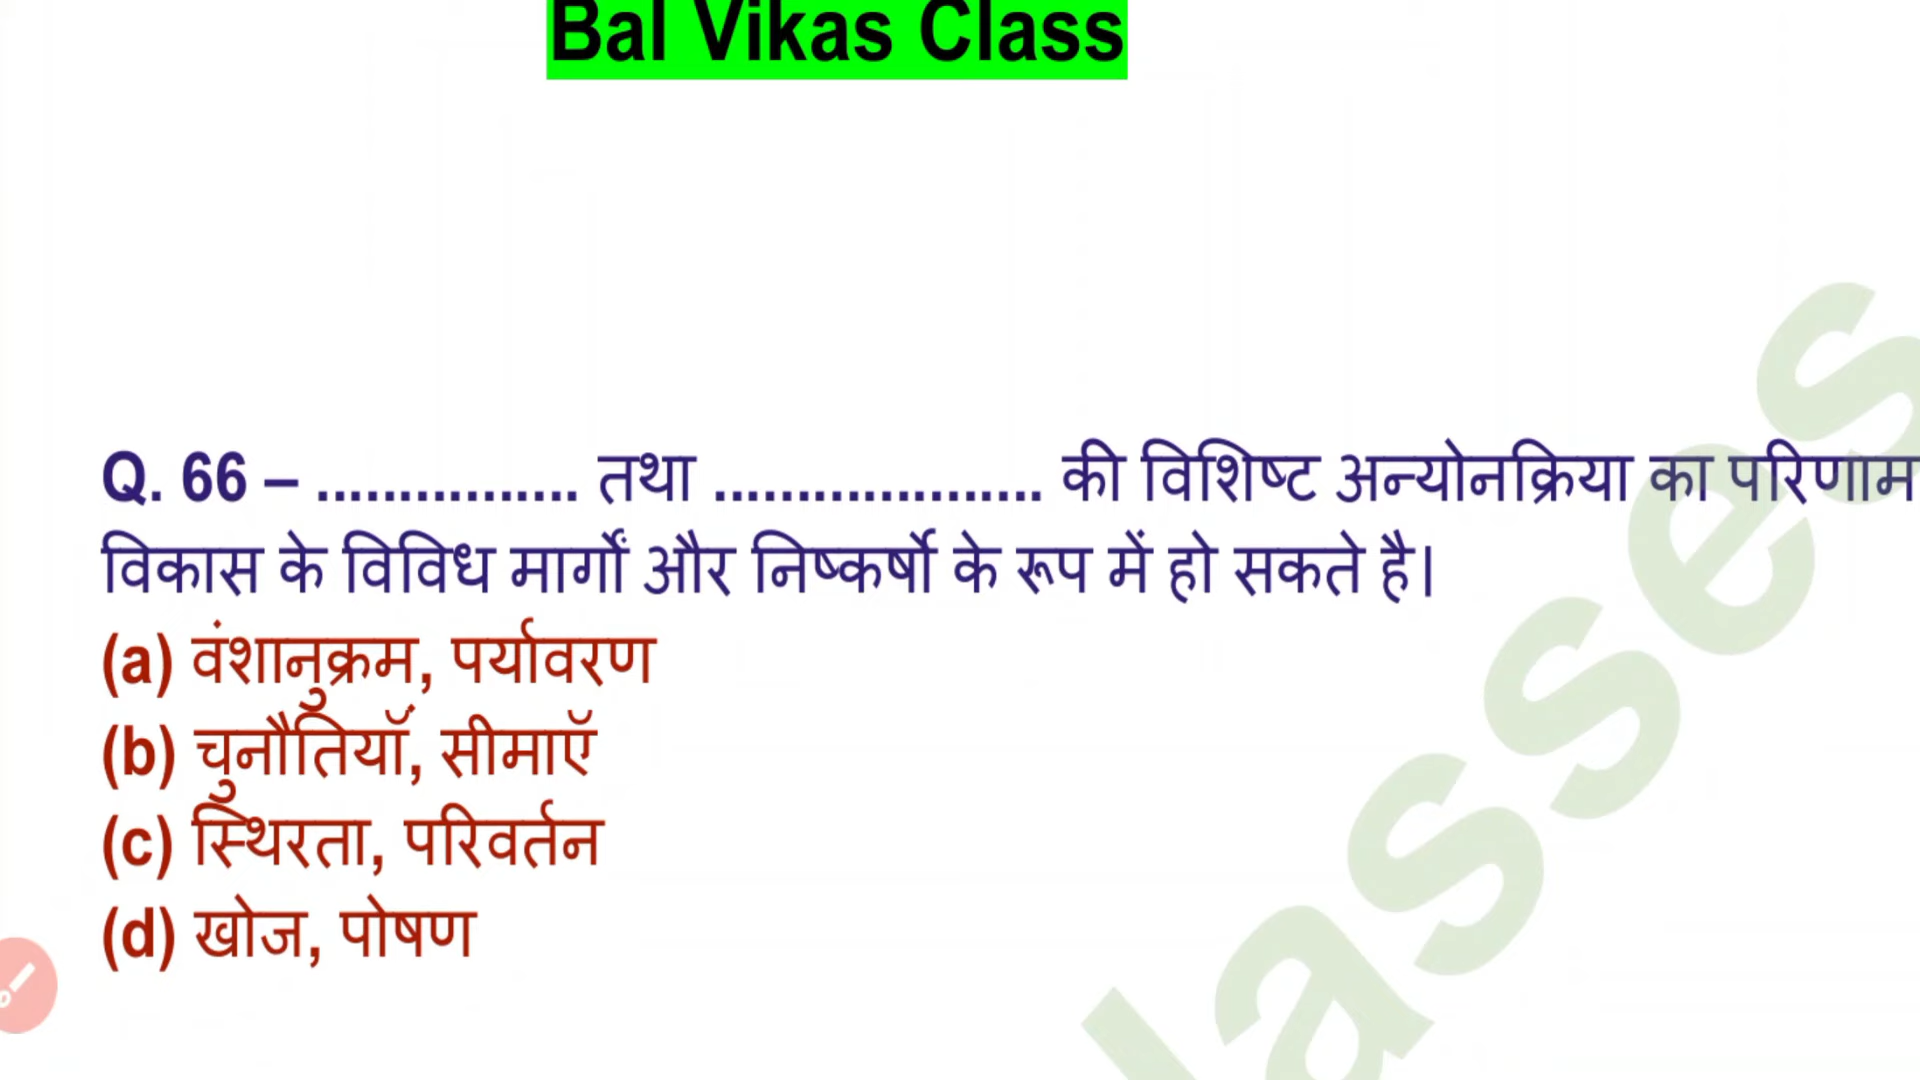 Bal Vikas Class
Q. 66 – ................ तथा .................... की विशिष्ट अन्योनक्रिया का परिणाम
विकास के विविध मार्गों और निष्कर्षो के रूप में हो सकते है।
(a) वंशानुक्रम, पर्यावरण
(b) चुनौतियॉं, सीमाऍ
(c) स्थिरता, परिवर्तन
(d) खोज, पोषण
lasses